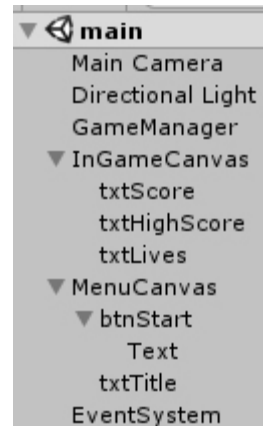 main
Main Camera
Directional Light
GameManager
InGameCanvas
txtScore
txtHighScore
txtLives
MenuCanvas
btnStart
Text
txtTitle
EventSystem